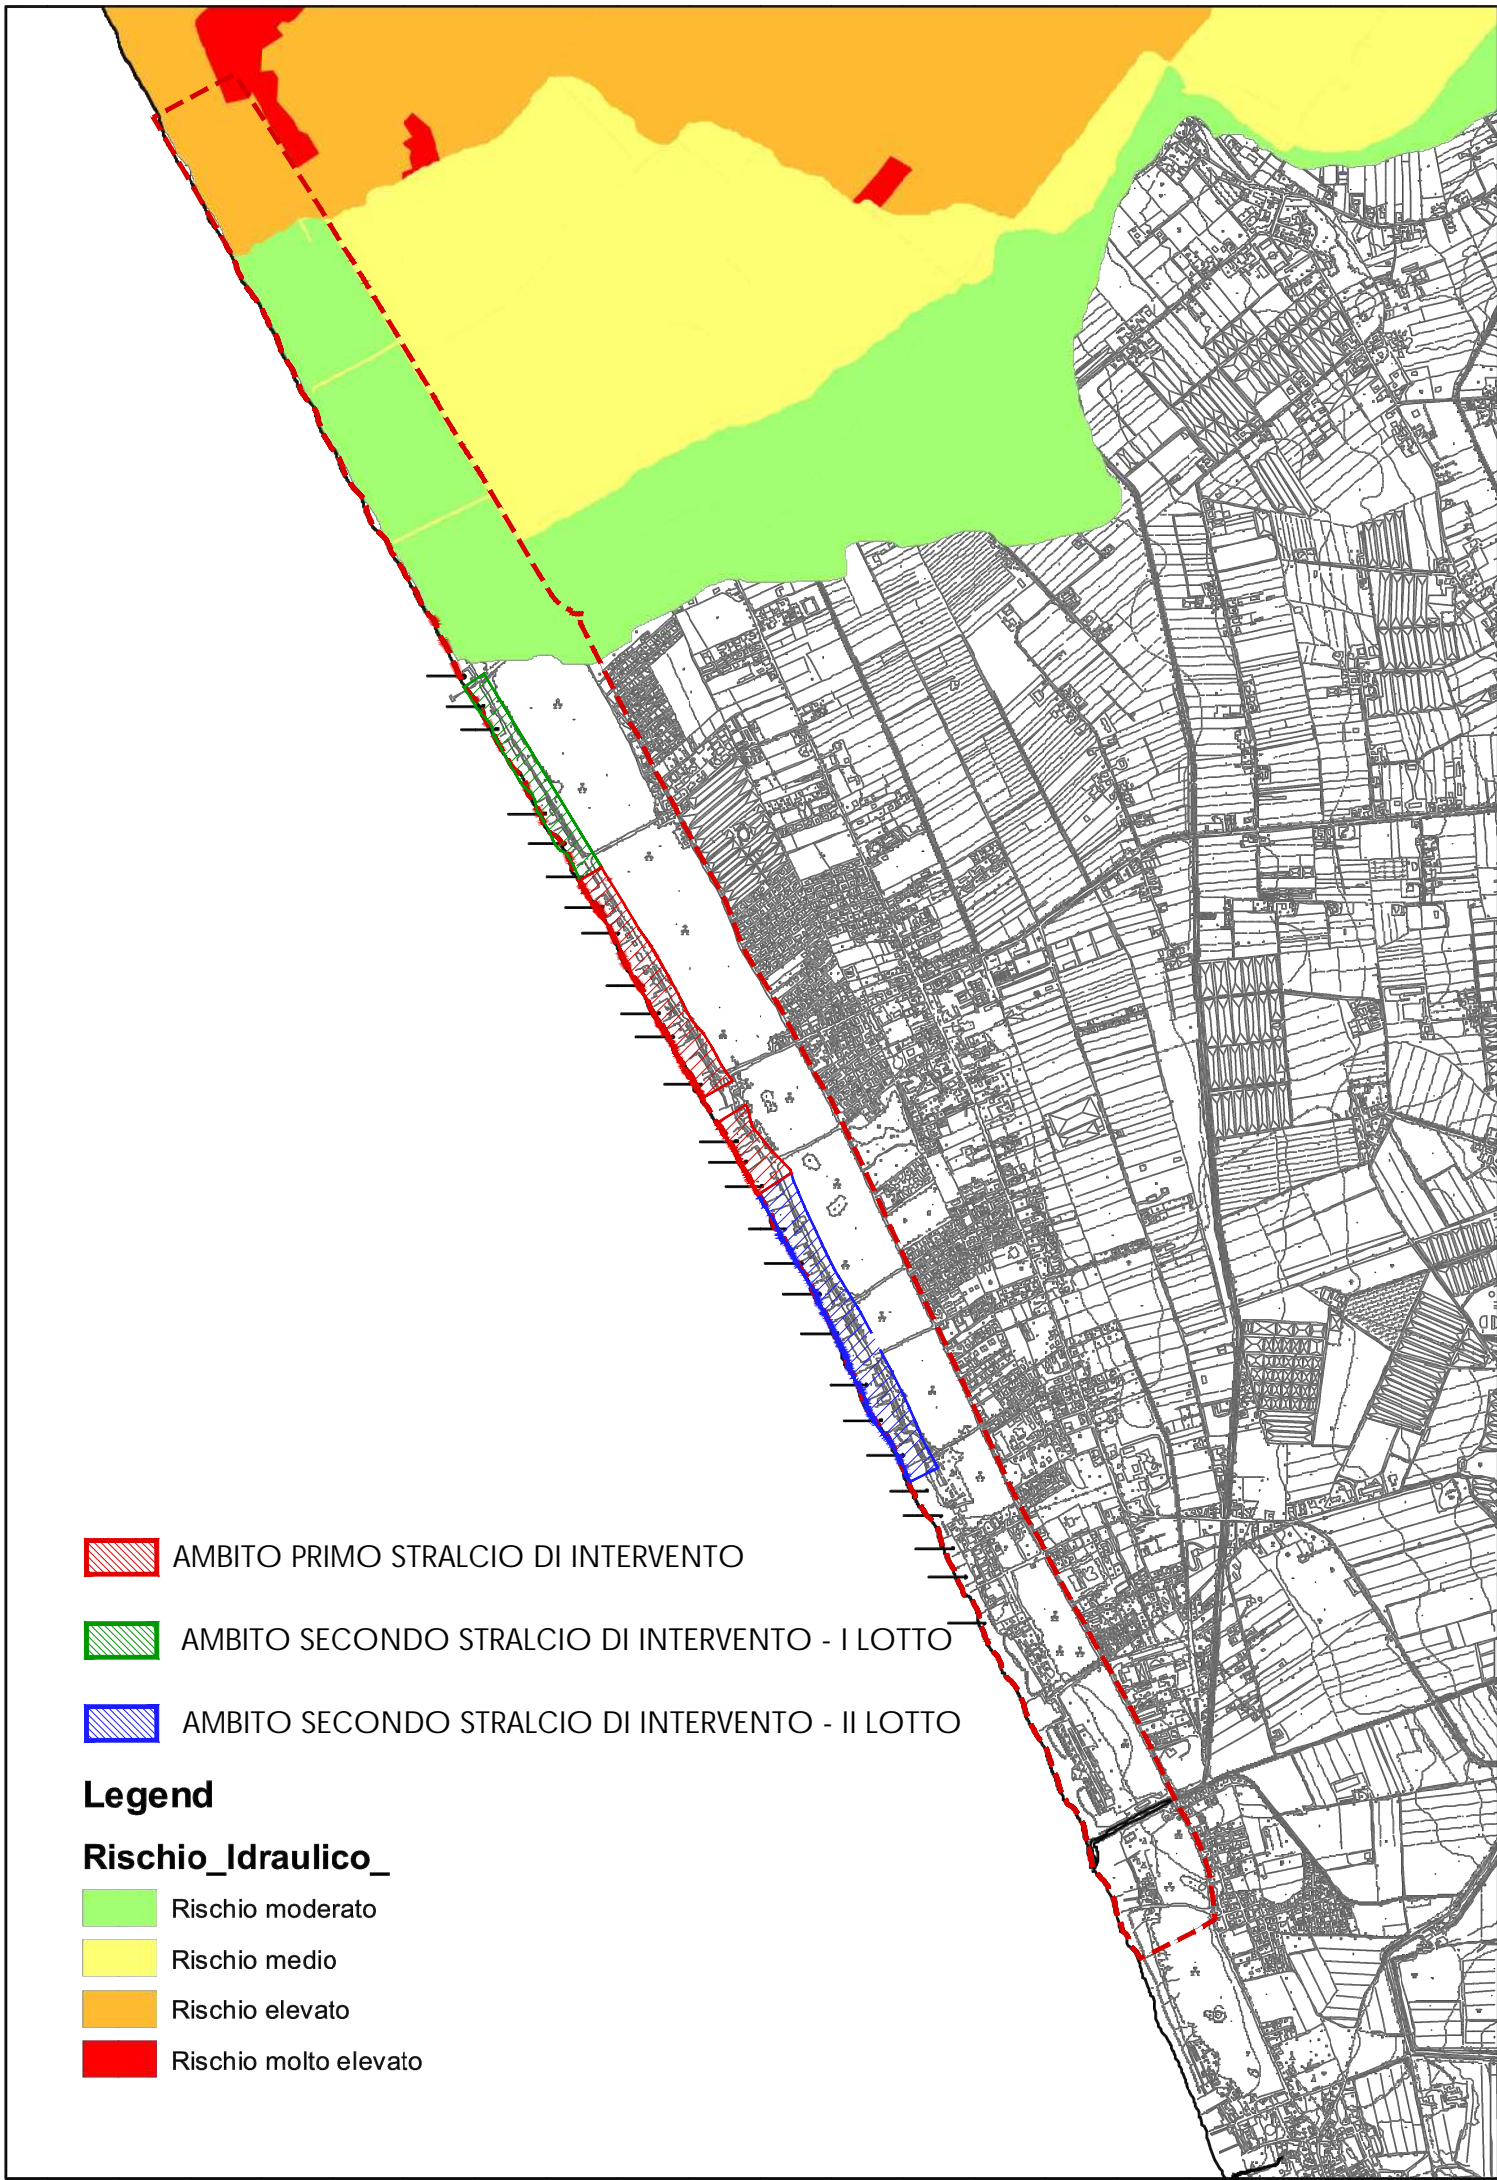 AMBITO PRIMO STRALCIO DI INTERVENTO
AMBITO SECONDO STRALCIO DI INTERVENTO - I LOTTO
AMBITO SECONDO STRALCIO DI INTERVENTO - II LOTTO
Legend
Rischio_Idraulico_
Rischio moderato
Rischio medio
Rischio elevato
Rischio molto elevato